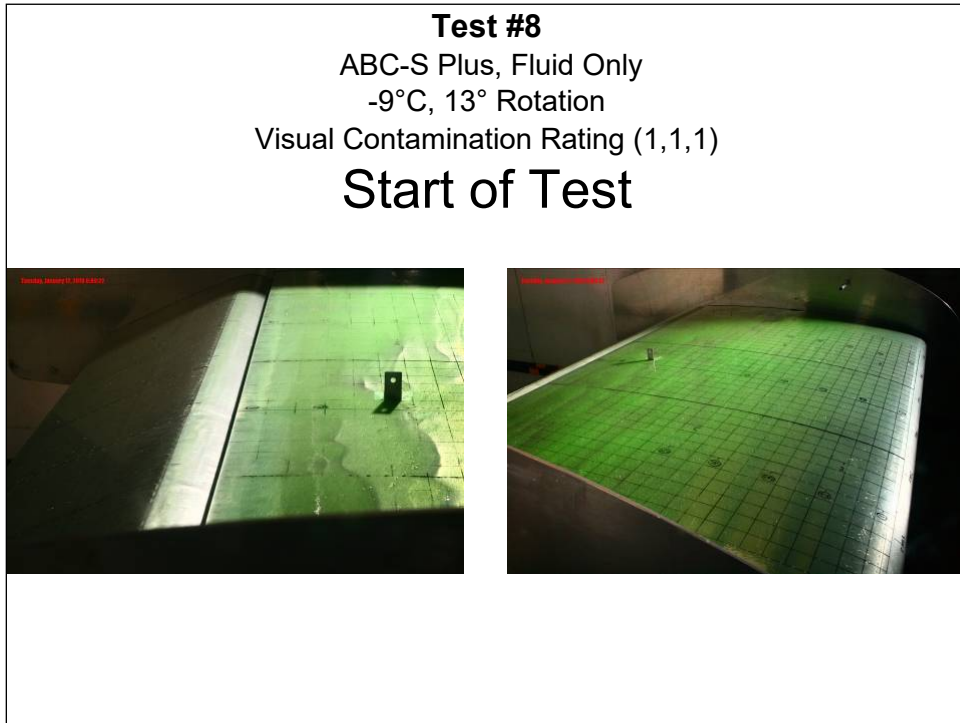 Test #8
ABC-S Plus, Fluid Only
-9°C, 13° Rotation
Visual Contamination Rating (1,1,1)
Start of Test